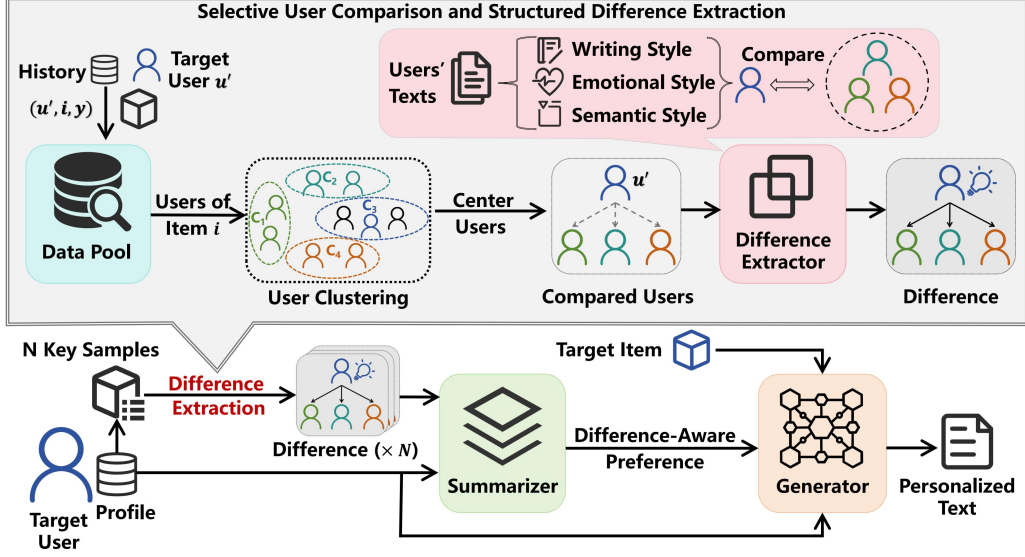 Selective User Comparison and Structured Difference Extraction
History
Target
User u'
(u', i, y)
Users'
Texts
Writing Style
Emotional Style
Semantic Style
Compare
Data Pool
Users of
Item i
C₁
C₂
C₃
C₄
User Clustering
Center
Users
u'
Compared Users
Difference
Extractor
Difference
N Key Samples
Difference
Extraction
Difference (× N)
Target Item
Target
User
Profile
Summarizer
Difference-Aware
Preference
Generator
Personalized
Text